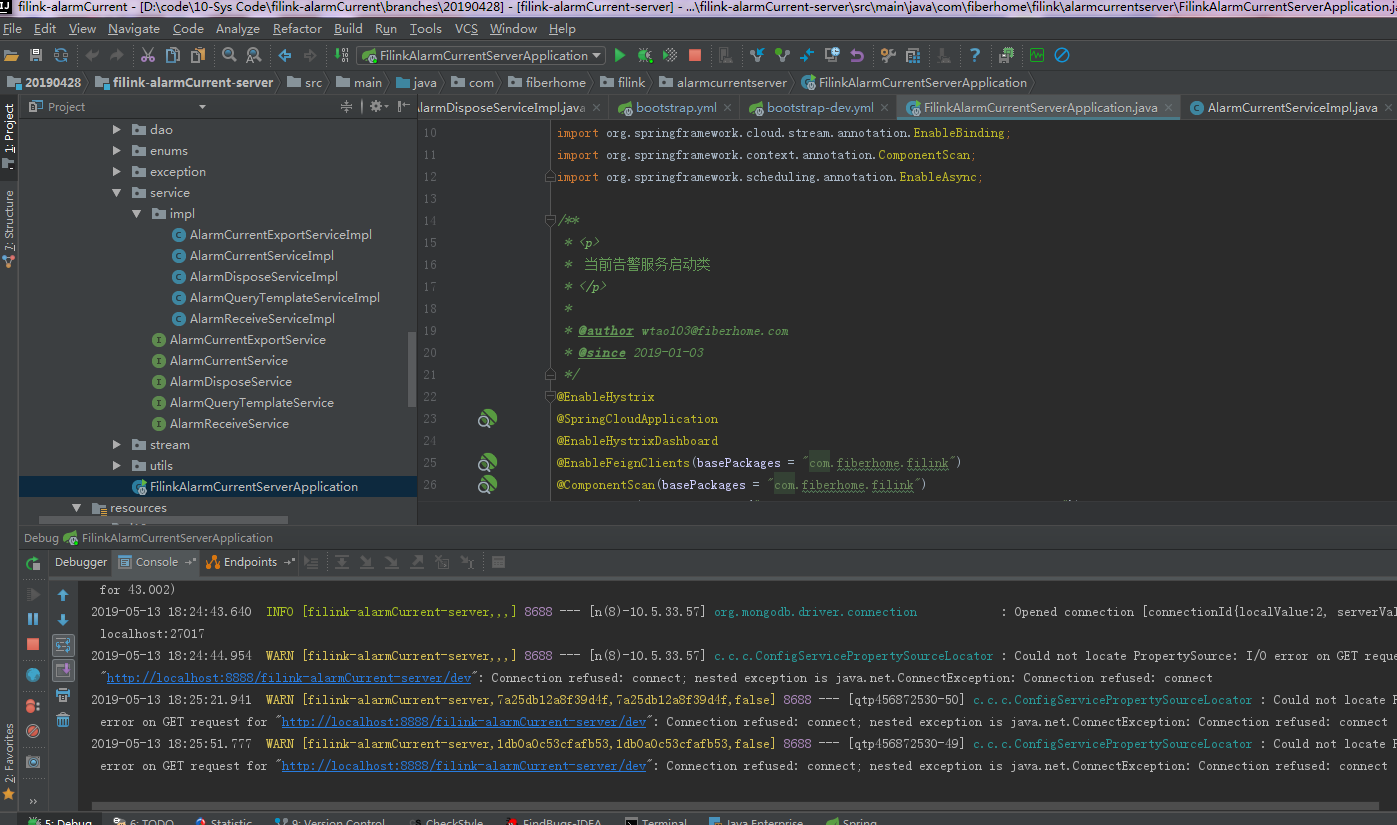 filink-alarmCurrent - [D:\code\10-Sys Code\filink-alarmCurrent\branches\20190428] - [filink-alarmCurrent-server] - ...\filink-alarmCurrent-server\src\main\java\com\fiberhome\filink\alarmcurrentserver\FilinkAlarmCurrentServerApplication.ja
File Edit View Navigate Code Analyze Refactor Build Run Tools VCS Window Help
FilinkAlarmCurrentServerApplication
20190428 filink-alarmCurrent-server src main java com fiberhome filink alarmcurrentserver FilinkAlarmCurrentServerApplication
Project
larmDisposeServiceImpl.java bootstrap.yml bootstrap-dev.yml FilinkAlarmCurrentServerApplication.java AlarmCurrentServiceImpl.java
1: Project
7: Structure
2: Favorites
dao
enums
exception
service
impl
AlarmCurrentExportServiceImpl
AlarmCurrentServiceImpl
AlarmDisposeServiceImpl
AlarmQueryTemplateServiceImpl
AlarmReceiveServiceImpl
AlarmCurrentExportService
AlarmCurrentService
AlarmDisposeService
AlarmQueryTemplateService
AlarmReceiveService
stream
utils
FilinkAlarmCurrentServerApplication
resources
10 import org.springframework.cloud.stream.annotation.EnableBinding;
11 import org.springframework.context.annotation.ComponentScan;
12 import org.springframework.scheduling.annotation.EnableAsync;
13
14 /**
15 * <p>
16 * 当前告警服务启动类
17 * </p>
18 *
19 * @author wtao103@fiberhome.com
20 * @since 2019-01-03
21 */
22 @EnableHystrix
23 @SpringCloudApplication
24 @EnableHystrixDashboard
25 @EnableFeignClients(basePackages = "com.fiberhome.filink")
26 @ComponentScan(basePackages = "com.fiberhome.filink")
Debug FilinkAlarmCurrentServerApplication
Debugger Console Endpoints
for 43.002)
2019-05-13 18:24:43.640 INFO [filink-alarmCurrent-server,,,] 8688 --- [n(8)-10.5.33.57] org.mongodb.driver.connection : Opened connection [connectionId{localValue:2, serverVal
localhost:27017
2019-05-13 18:24:44.954 WARN [filink-alarmCurrent-server,,,] 8688 --- [n(8)-10.5.33.57] c.c.c.ConfigServicePropertySourceLocator : Could not locate PropertySource: I/O error on GET reque
"http://localhost:8888/filink-alarmCurrent-server/dev": Connection refused: connect; nested exception is java.net.ConnectException: Connection refused: connect
2019-05-13 18:25:21.941 WARN [filink-alarmCurrent-server,7a25db12a8f39d4f,7a25db12a8f39d4f,false] 8688 --- [qtp456872530-50] c.c.c.ConfigServicePropertySourceLocator : Could not locate P
error on GET request for "http://localhost:8888/filink-alarmCurrent-server/dev": Connection refused: connect; nested exception is java.net.ConnectException: Connection refused: connect
2019-05-13 18:25:51.777 WARN [filink-alarmCurrent-server,1db0a0c53cfafb53,1db0a0c53cfafb53,false] 8688 --- [qtp456872530-49] c.c.c.ConfigServicePropertySourceLocator : Could not locate P
error on GET request for "http://localhost:8888/filink-alarmCurrent-server/dev": Connection refused: connect; nested exception is java.net.ConnectException: Connection refused: connect
5: Debug 6: TODO Statistic 9: Version Control CheckStyle FindBugs-IDEA Terminal Java Enterprise Spring